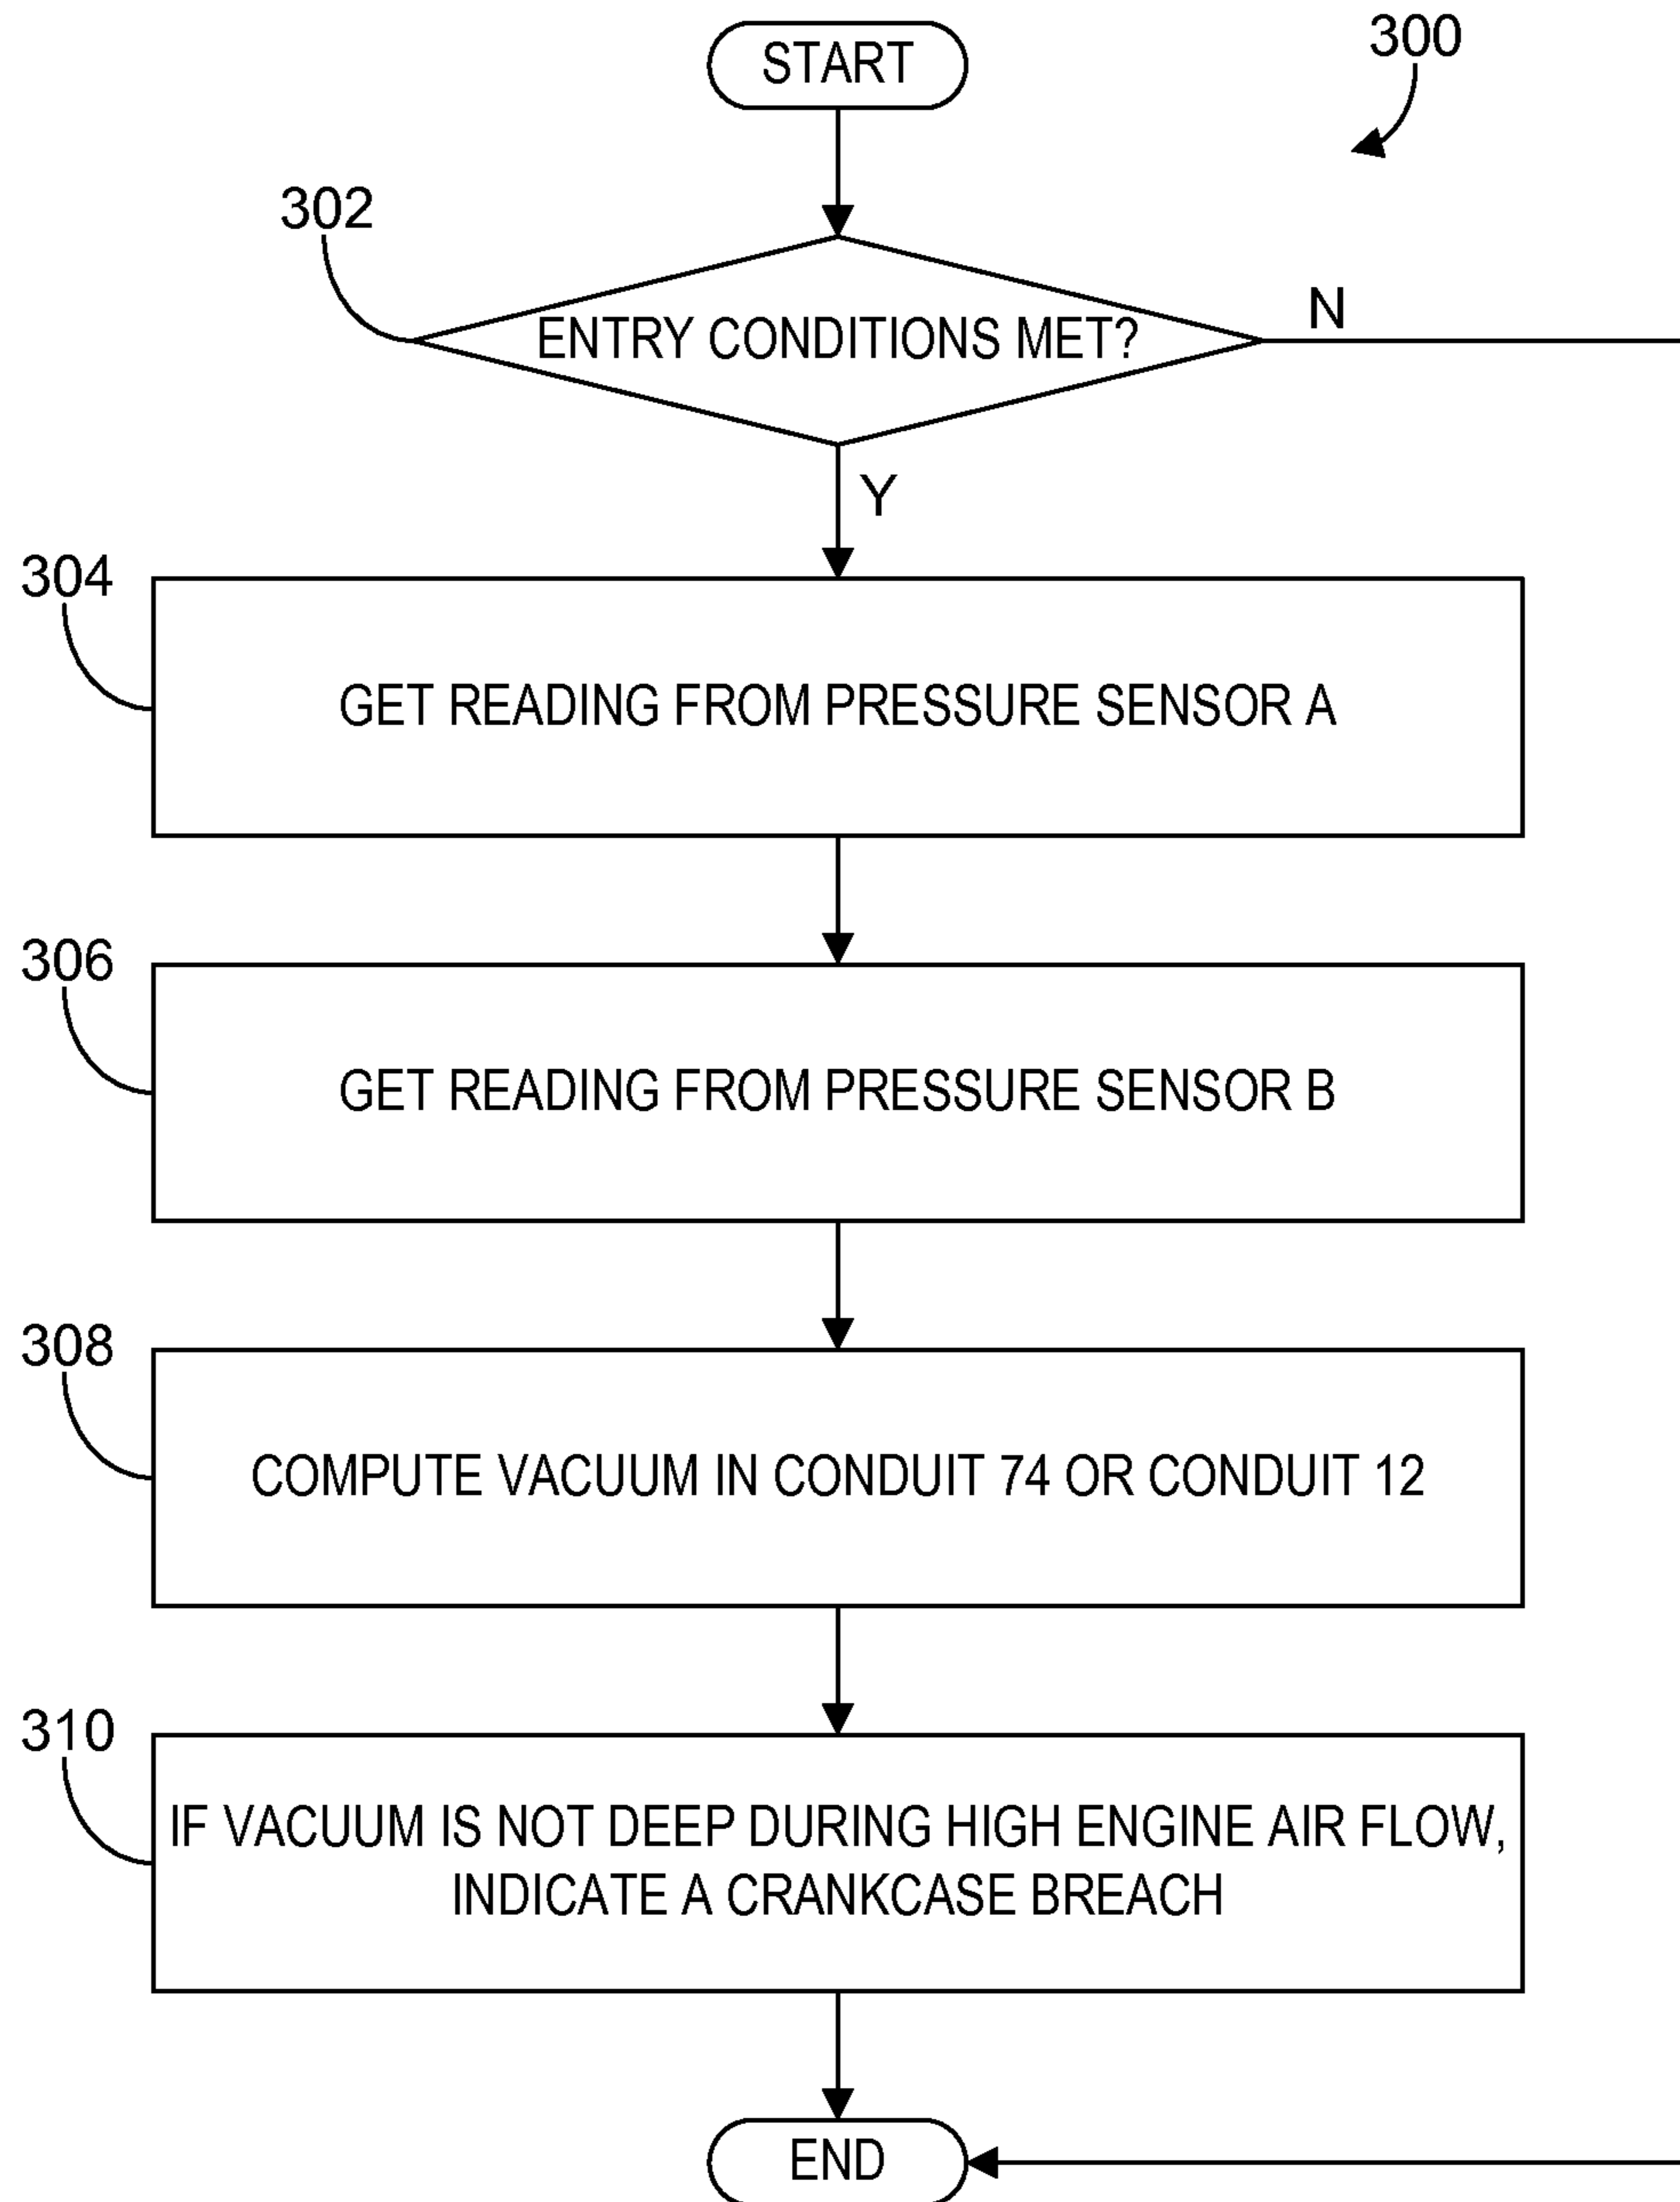 START
300
302
ENTRY CONDITIONS MET?
N
Y
304
GET READING FROM PRESSURE SENSOR A
306
GET READING FROM PRESSURE SENSOR B
308
COMPUTE VACUUM IN CONDUIT 74 OR CONDUIT 12
310
IF VACUUM IS NOT DEEP DURING HIGH ENGINE AIR FLOW,
INDICATE A CRANKCASE BREACH
END